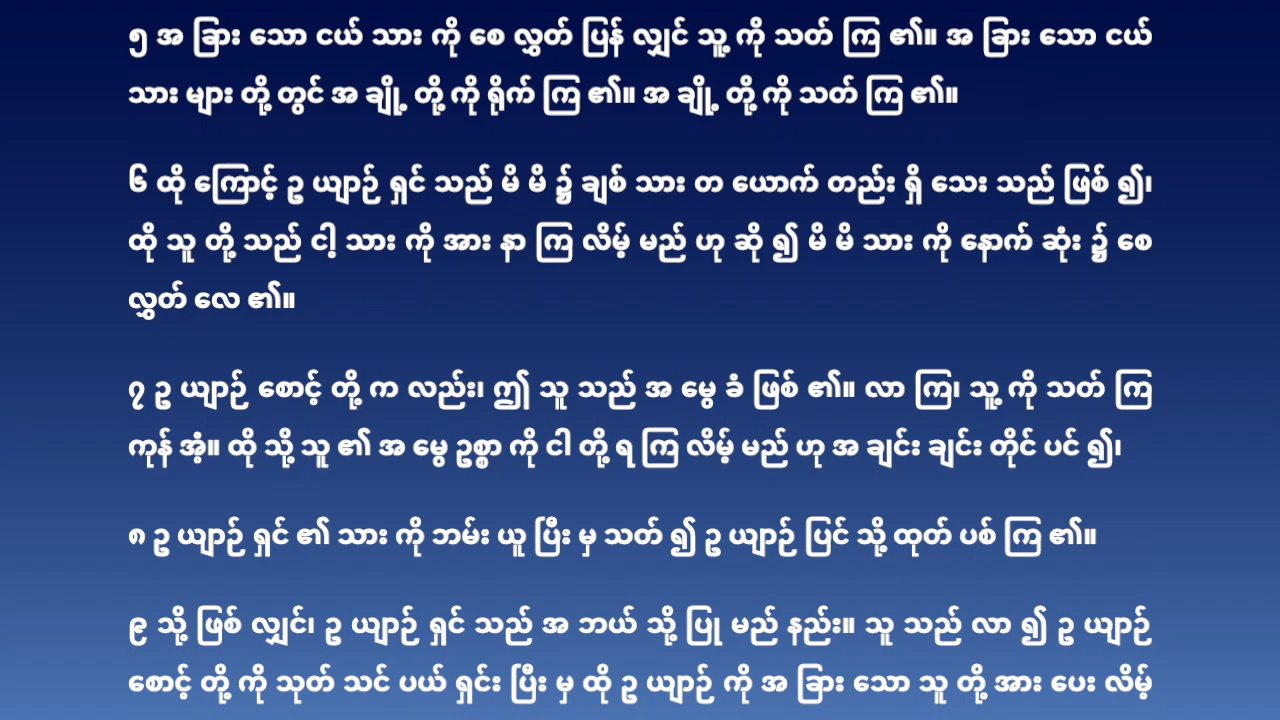 ၅ အ ခြား သော ငယ် သား ကို စေ လွှတ် ပြန် လျှင် သူ့ ကို သတ် ကြ ၏။ အ ခြား သော ငယ်
သား များ တို့ တွင် အ ချို့ တို့ ကို ရိုက် ကြ ၏။ အ ချို့ တို့ ကို သတ် ကြ ၏။
၆ ထို ကြောင့် ဥ ယျာဉ် ရှင် သည် မိ မိ ၌ ချစ် သား တ ယောက် တည်း ရှိ သေး သည် ဖြစ် ၍၊
ထို သူ တို့ သည် ငါ့ သား ကို အား နာ ကြ လိမ့် မည် ဟု ဆို ၍ မိ မိ သား ကို နောက် ဆုံး ၌ စေ
လွှတ် လေ ၏။
၇ ဥ ယျာဉ် စောင့် တို့ က လည်း၊ ဤ သူ သည် အ မွေ ခံ ဖြစ် ၏။ လာ ကြ၊ သူ့ ကို သတ် ကြ
ကုန် အံ့။ ထို သို့ သူ ၏ အ မွေ ဥစ္စာ ကို ငါ တို့ ရ ကြ လိမ့် မည် ဟု အ ချင်း ချင်း တိုင် ပင် ၍၊
၈ ဥ ယျာဉ် ရှင် ၏ သား ကို ဘမ်း ယူ ပြီး မှ သတ် ၍ ဥ ယျာဉ် ပြင် သို့ ထုတ် ပစ် ကြ ၏။
၉ သို့ ဖြစ် လျှင်၊ ဥ ယျာဉ် ရှင် သည် အ ဘယ် သို့ ပြု မည် နည်း။ သူ သည် လာ ၍ ဥ ယျာဉ်
စောင့် တို့ ကို သုတ် သင် ပယ် ရှင်း ပြီး မှ ထို ဥ ယျာဉ် ကို အ ခြား သော သူ တို့ အား ပေး လိမ့်